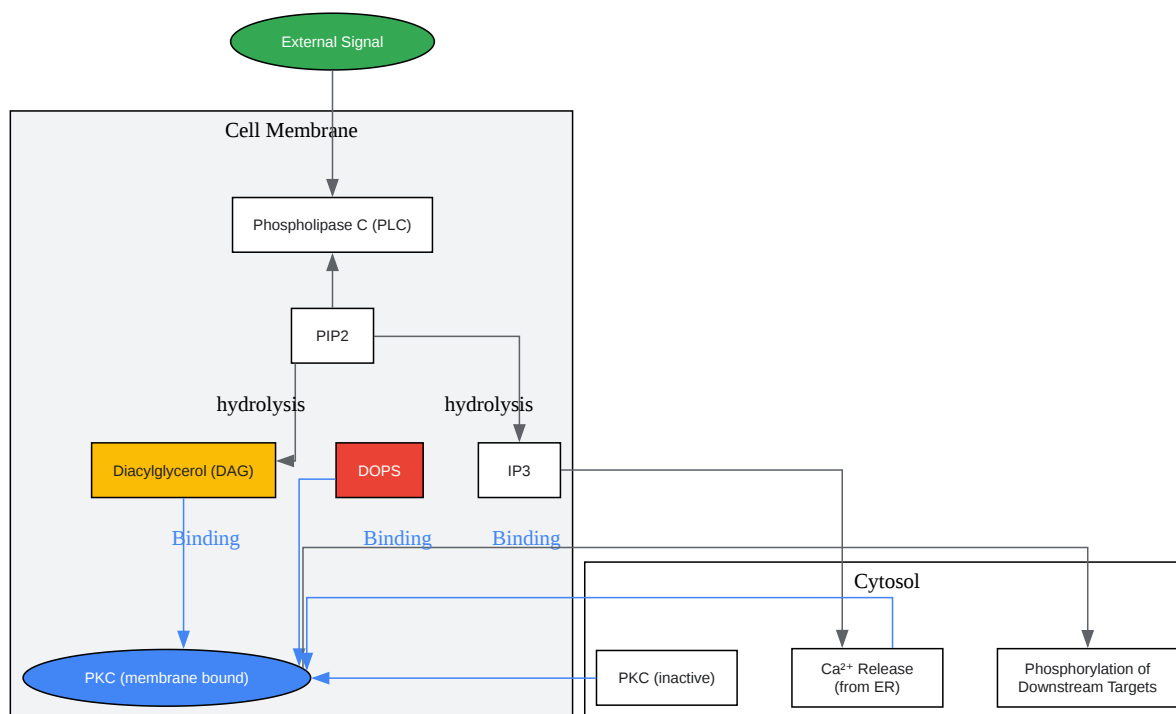 External Signal
Cell Membrane
Phospholipase C (PLC)
PIP2
hydrolysis
hydrolysis
Diacylglycerol (DAG)
DOPS
IP3
Binding
Binding
Binding
Cytosol
PKC (membrane bound)
PKC (inactive)
Ca²⁺ Release
(from ER)
Phosphorylation of
Downstream Targets